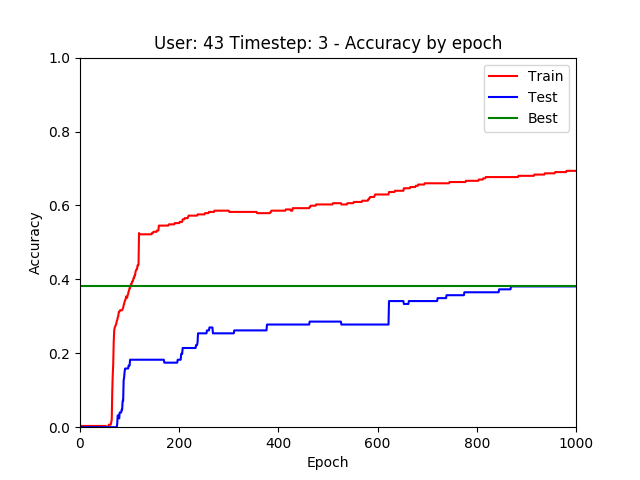 User: 43 Timestep: 3 - Accuracy by epoch
1.0
0.8
0.6
0.4
0.2
0.0
Accuracy
Train
Test
Best
0 200 400 600 800 1000
Epoch